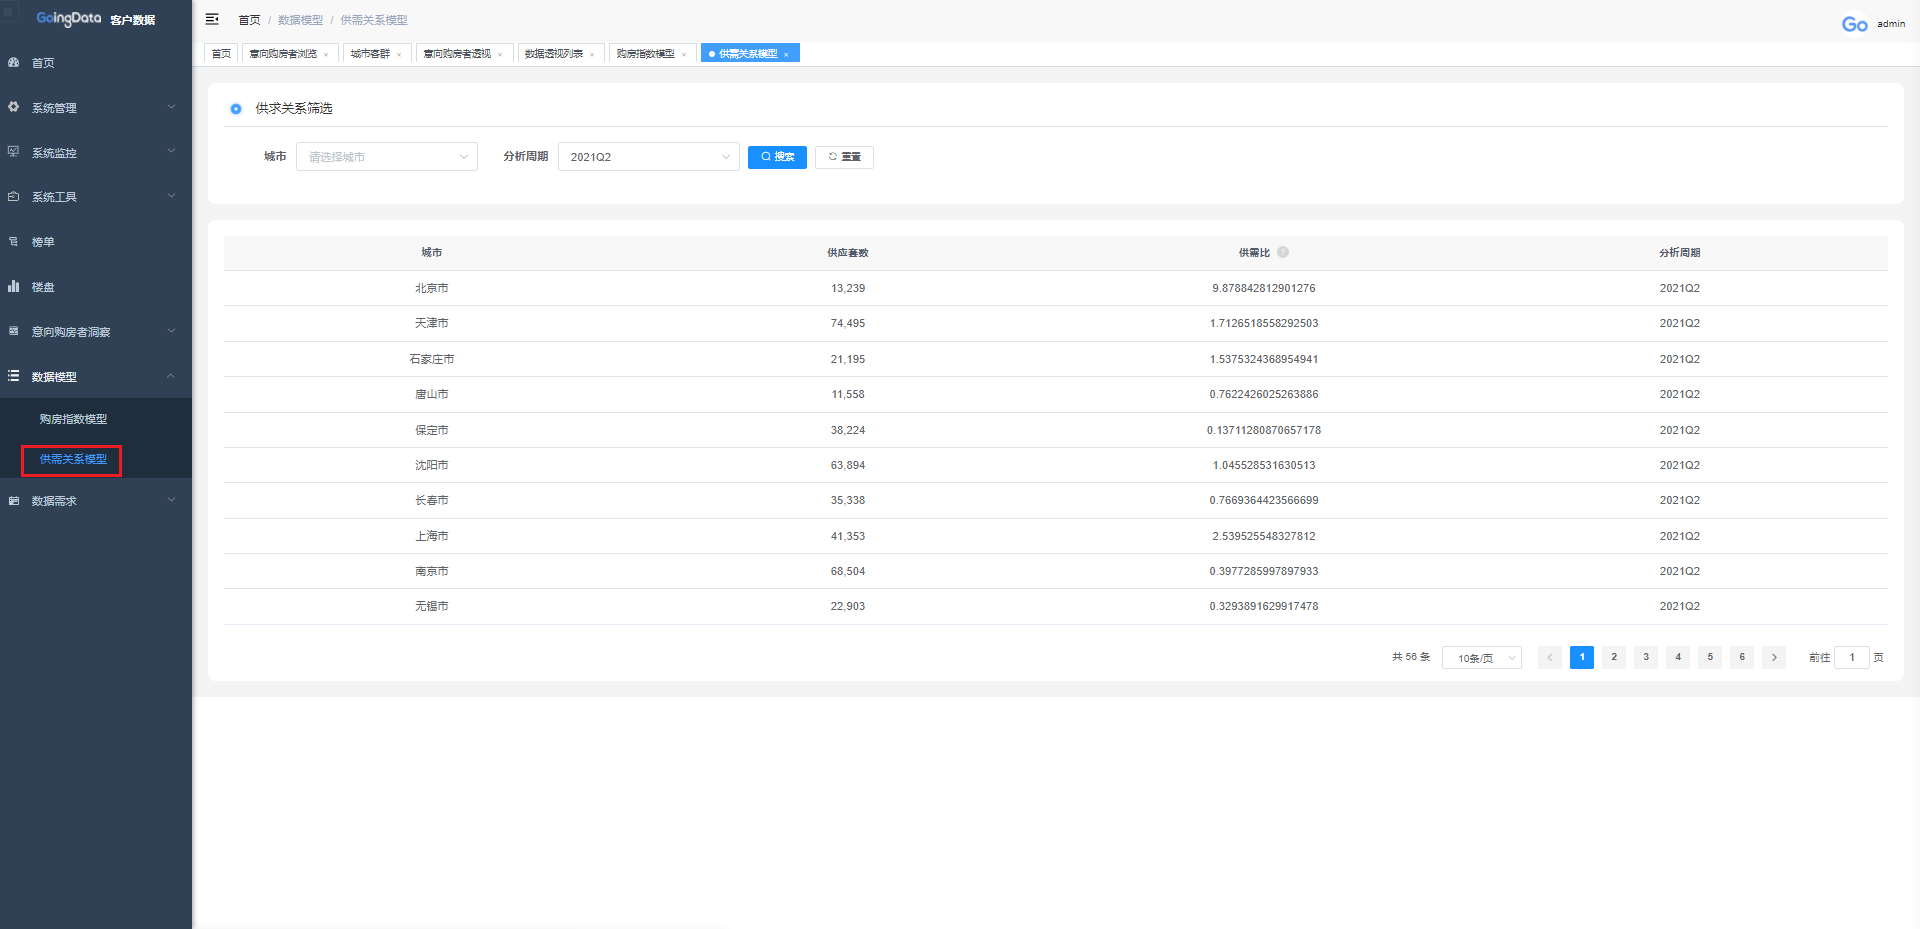 GoingData 客户数据
首页
系统管理
系统监控
系统工具
榜单
楼盘
意向购房者洞察
数据模型
购房指数模型
供需关系模型
数据需求
首页 / 数据模型 / 供需关系模型
Go admin
首页 意向购房者浏览 × 城市客群 × 意向购房者透视 × 数据透视列表 × 购房指数模型 × 供需关系模型 ×
供求关系筛选
城市 请选择城市 分析周期 2021Q2 搜索 重置
城市 供应套数 供需比 ? 分析周期
北京市 13,239 9.878842812901276 2021Q2
天津市 74,495 1.7126518558292503 2021Q2
石家庄市 21,195 1.5375324368954941 2021Q2
唐山市 11,558 0.7622426025263886 2021Q2
保定市 38,224 0.13711280870657178 2021Q2
沈阳市 63,894 1.045528531630513 2021Q2
长春市 35,338 0.7669364423566699 2021Q2
上海市 41,353 2.539525548327812 2021Q2
南京市 68,504 0.3977285997897933 2021Q2
无锡市 22,903 0.3293891629917478 2021Q2
共 56 条 10条/页 < 1 2 3 4 5 6 > 前往 1 页